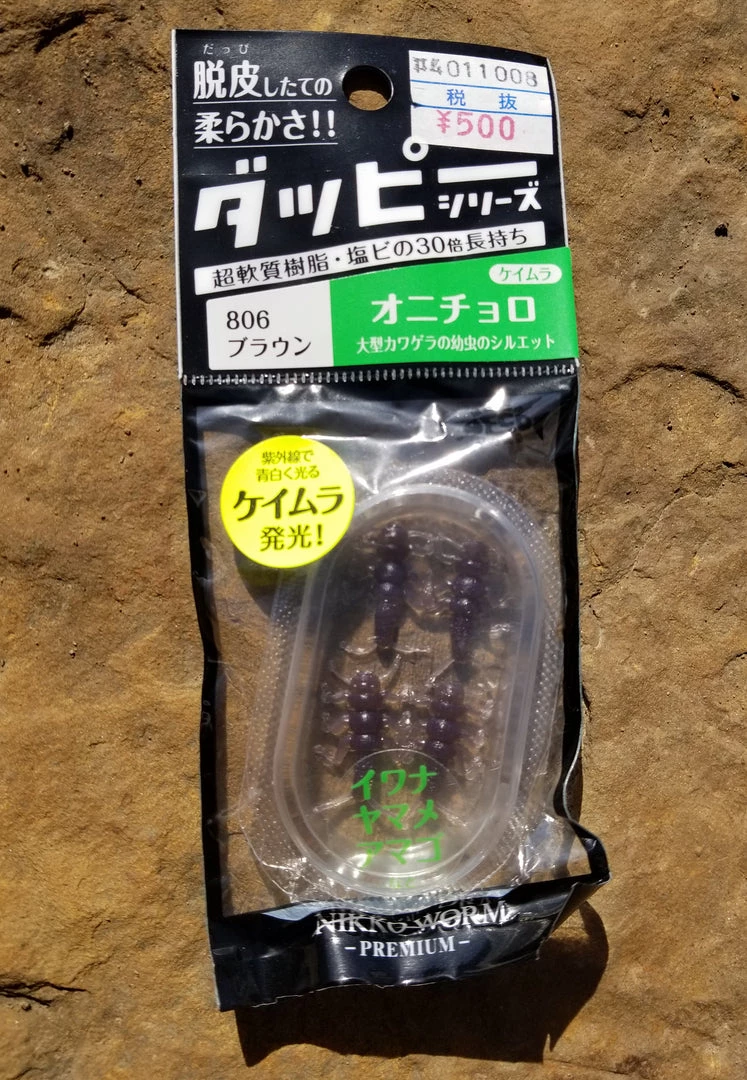 だっぴ
脱皮したての
柔らかさ!!
#4011008
税 抜
¥500
ダッピーシリーズ
超軟質樹脂・塩ビの30倍長持ち
ケイムラ
806
ブラウン
オニチョロ
大型カワゲラの幼虫のシルエット
紫外線で
青白く光る
ケイムラ
発光!
イワナ
ヤマメ
アマゴ
NIKKO WORM
-PREMIUM-